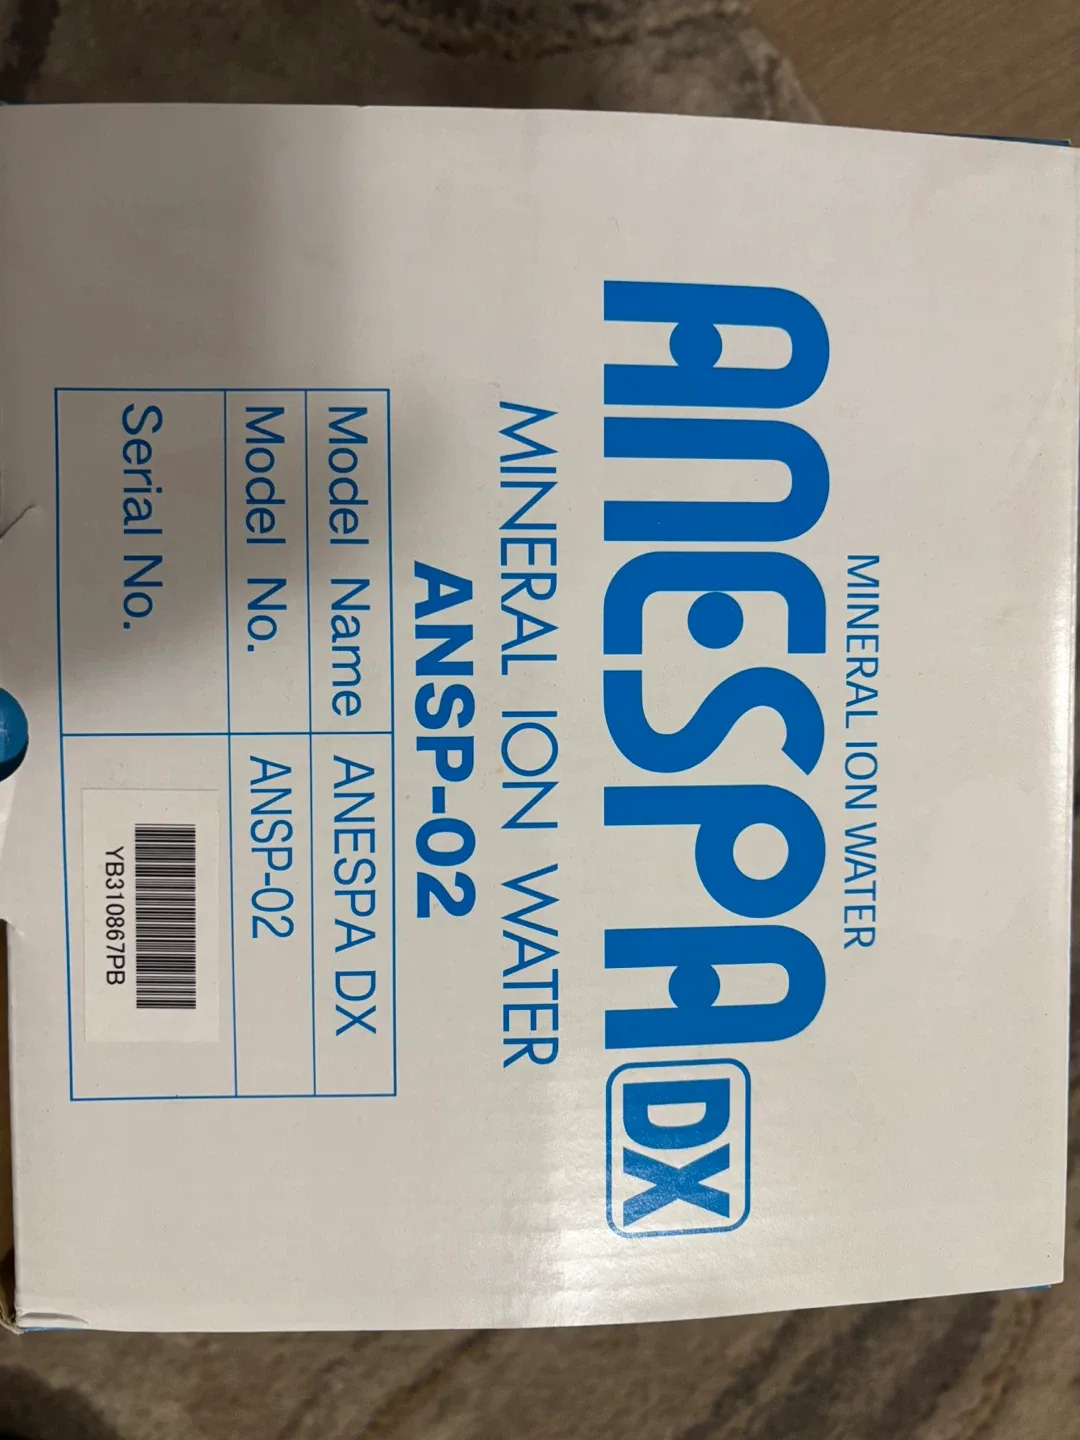 MINERAL ION WATER
ANESPA DX
MINERAL ION WATER
ANSP-02
Model Name ANESPA DX
Model No. ANSP-02
Serial No.
YB310867PB